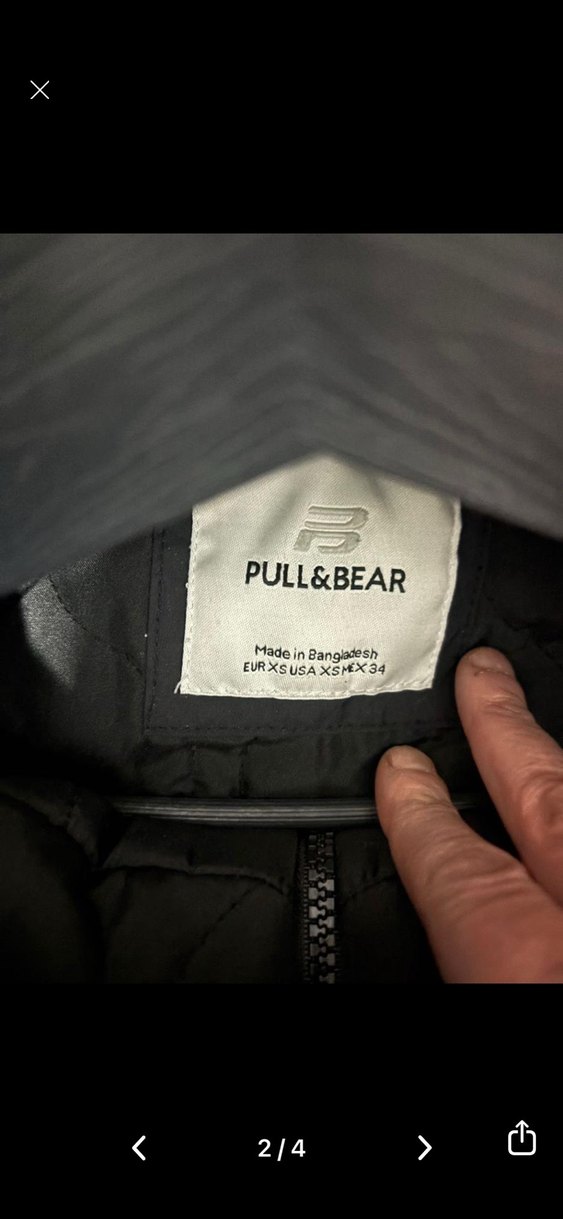 PULL&BEAR
Made in Bangladesh
EUR XS USA XS MEX 34
2/4